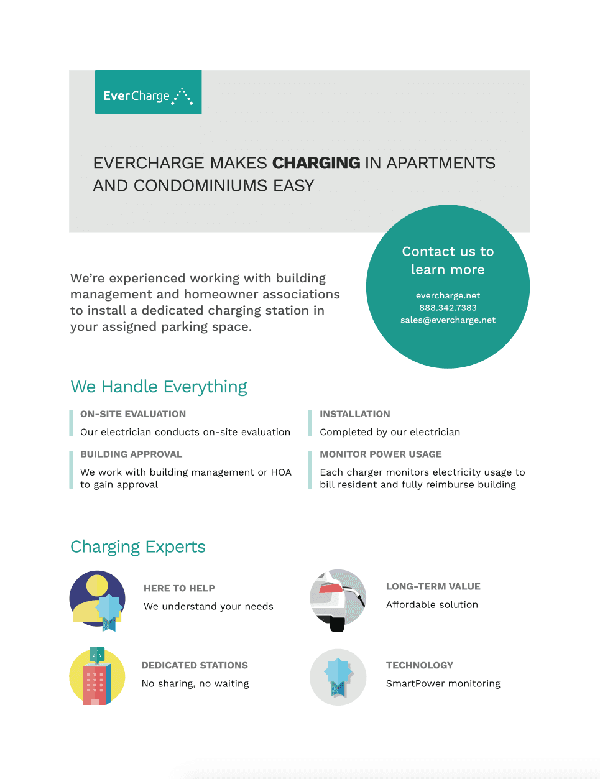 EverCharge
EVERCHARGE MAKES CHARGING IN APARTMENTS
AND CONDOMINIUMS EASY
Contact us to
learn more
evercharge.net
888.342.7383
sales@evercharge.net
We're experienced working with building
management and homeowner associations
to install a dedicated charging station in
your assigned parking space.
We Handle Everything
ON-SITE EVALUATION
Our electrician conducts on-site evaluation
BUILDING APPROVAL
We work with building management or HOA
to gain approval
INSTALLATION
Completed by our electrician
MONITOR POWER USAGE
Each charger monitors electricity usage to
bill resident and fully reimburse building
Charging Experts
HERE TO HELP
We understand your needs
LONG-TERM VALUE
Affordable solution
DEDICATED STATIONS
No sharing, no waiting
TECHNOLOGY
SmartPower monitoring